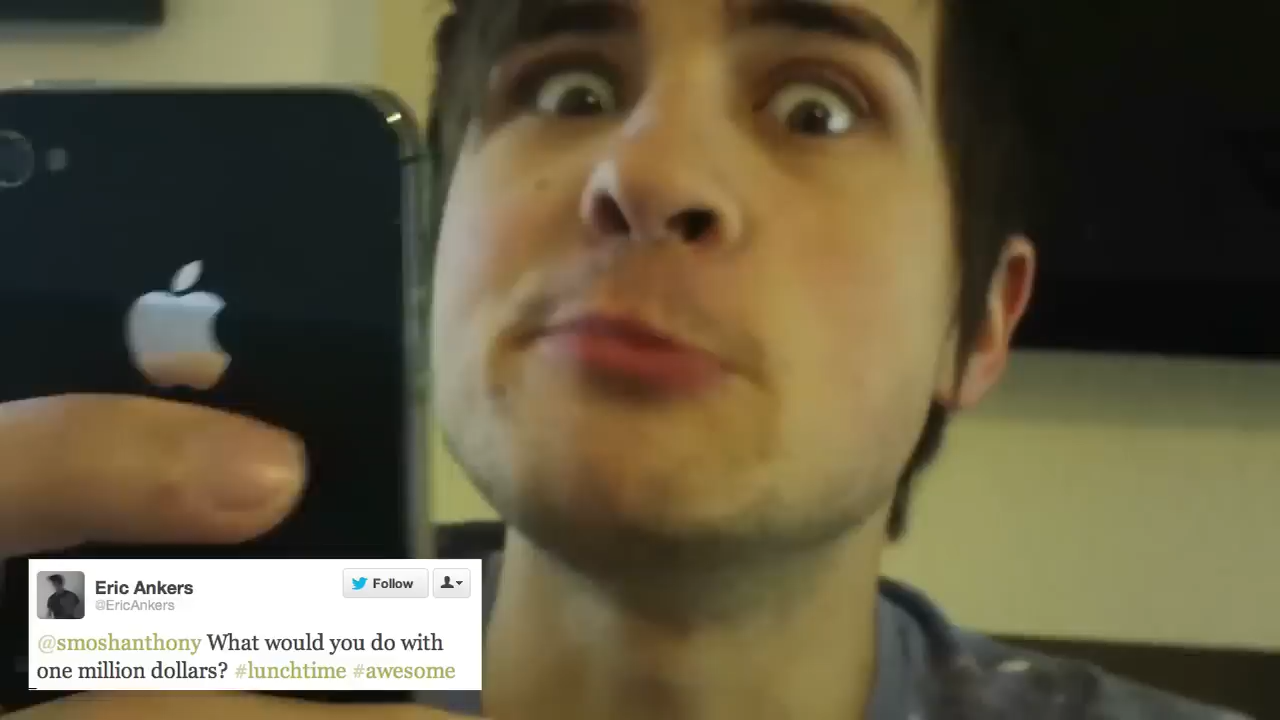 Eric Ankers
@EricAnkers
Follow
@smoshanthony What would you do with
one million dollars? #lunchtime #awesome